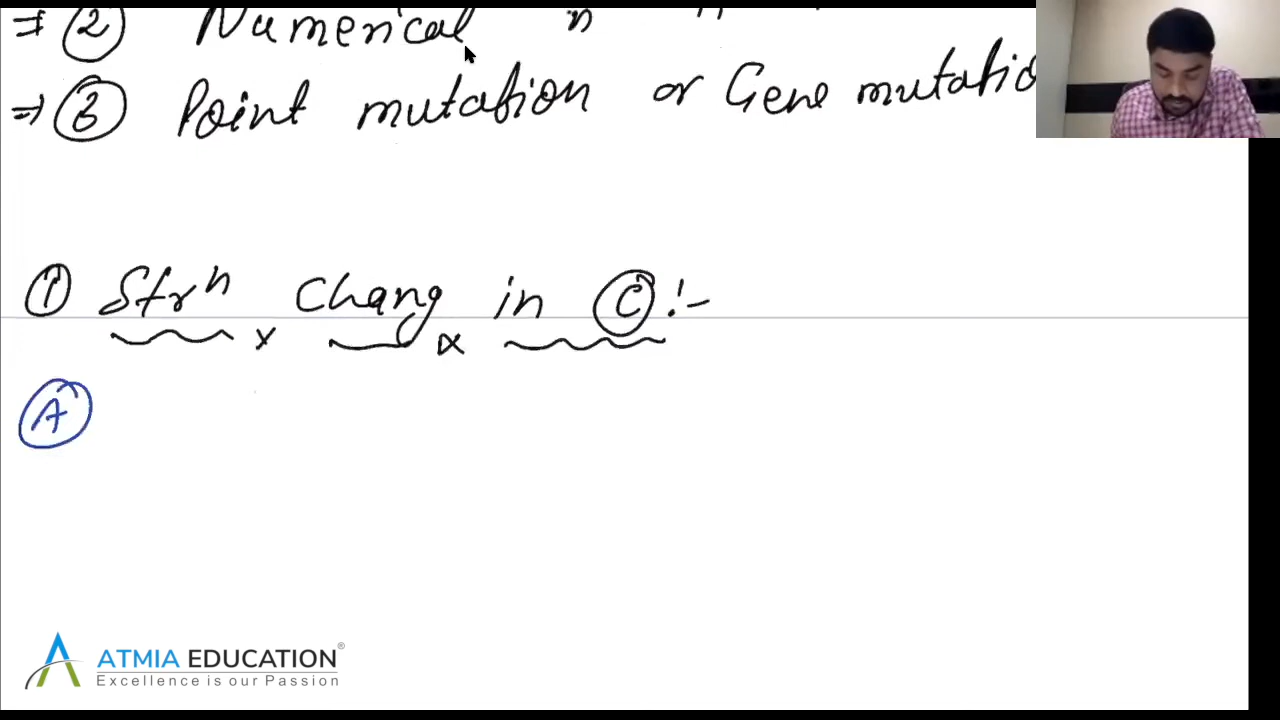 ⇒ ② Numerical " "
⇒ ③ Point mutation or Gene mutatio
① Strⁿ Chang in Ⓒ :-
Ⓐ
ATMIA EDUCATION®
Excellence is our Passion